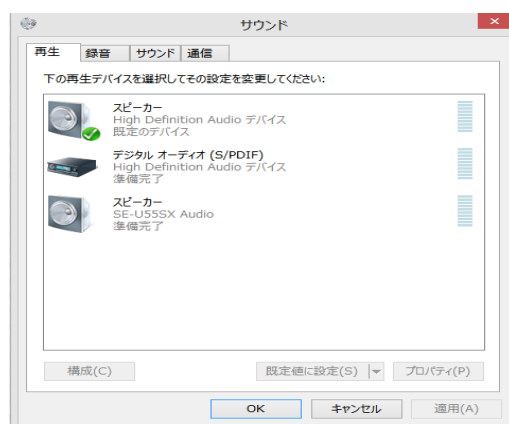 サウンド
再生 録音 サウンド 通信
下の再生デバイスを選択してその設定を変更してください:
スピーカー
High Definition Audio デバイス
既定のデバイス
デジタル オーディオ (S/PDIF)
High Definition Audio デバイス
準備完了
スピーカー
SE-U55SX Audio
準備完了
構成(C) 既定値に設定(S) プロパティ(P)
OK キャンセル 適用(A)